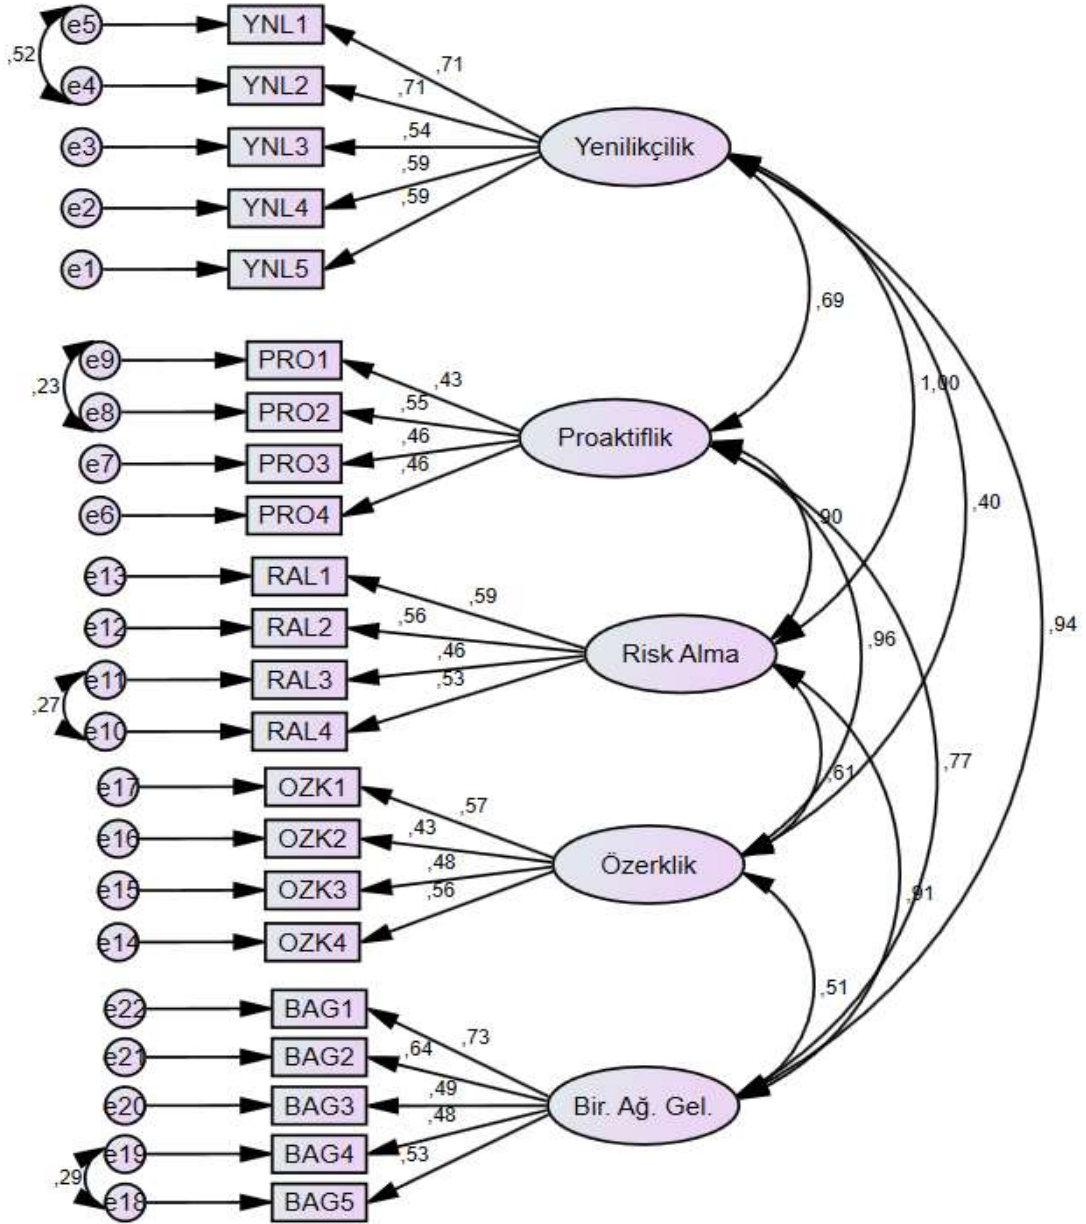 e5 YNL1
,71
,52
e4 YNL2
,71
e3 YNL3
,54
Yenilikçilik
e2 YNL4
,59
e1 YNL5
,59
,69
e9 PRO1
,43
,23
e8 PRO2
,55
e7 PRO3
,46
Proaktiflik
e6 PRO4
,46
1,00
,40
,90
e13 RAL1
,59
e12 RAL2
,56
e11 RAL3
,46
Risk Alma
,27
e10 RAL4
,53
,96
,94
e17 OZK1
,57
,61
,77
e16 OZK2
,43
e15 OZK3
,48
Özerklik
e14 OZK4
,56
,91
,51
e22 BAG1
,73
e21 BAG2
,64
e20 BAG3
,49
Bir. Ağ. Gel.
e19 BAG4
,48
,29
e18 BAG5
,53